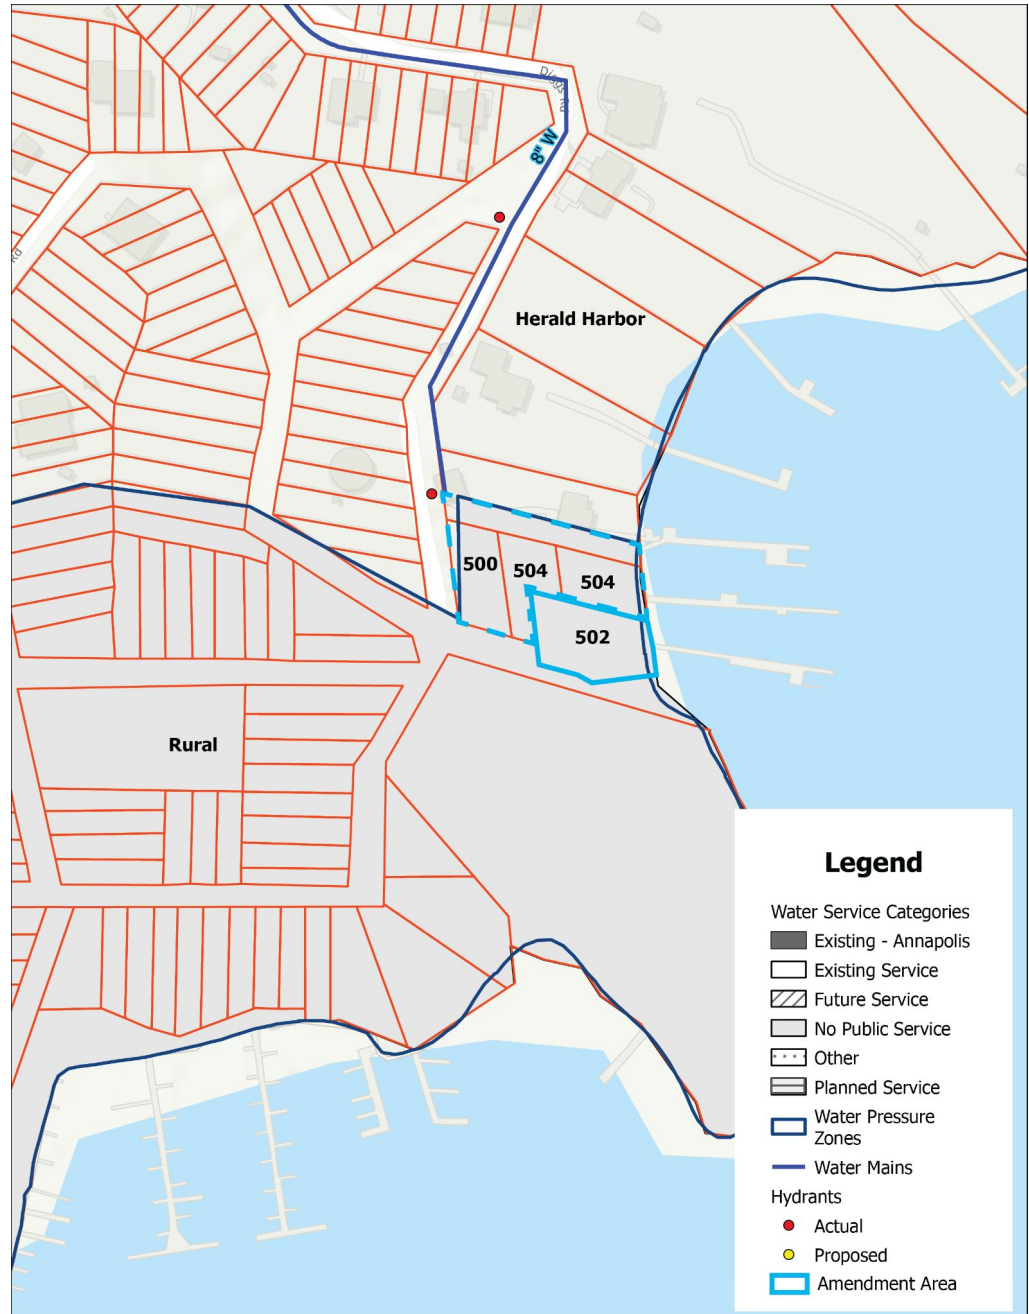 Diggs Rd
8" W
Rd
Herald Harbor
500
504
504
502
Rural
Legend
Water Service Categories
Existing - Annapolis
Existing Service
Future Service
No Public Service
Other
Planned Service
Water Pressure
Zones
Water Mains
Hydrants
Actual
Proposed
Amendment Area